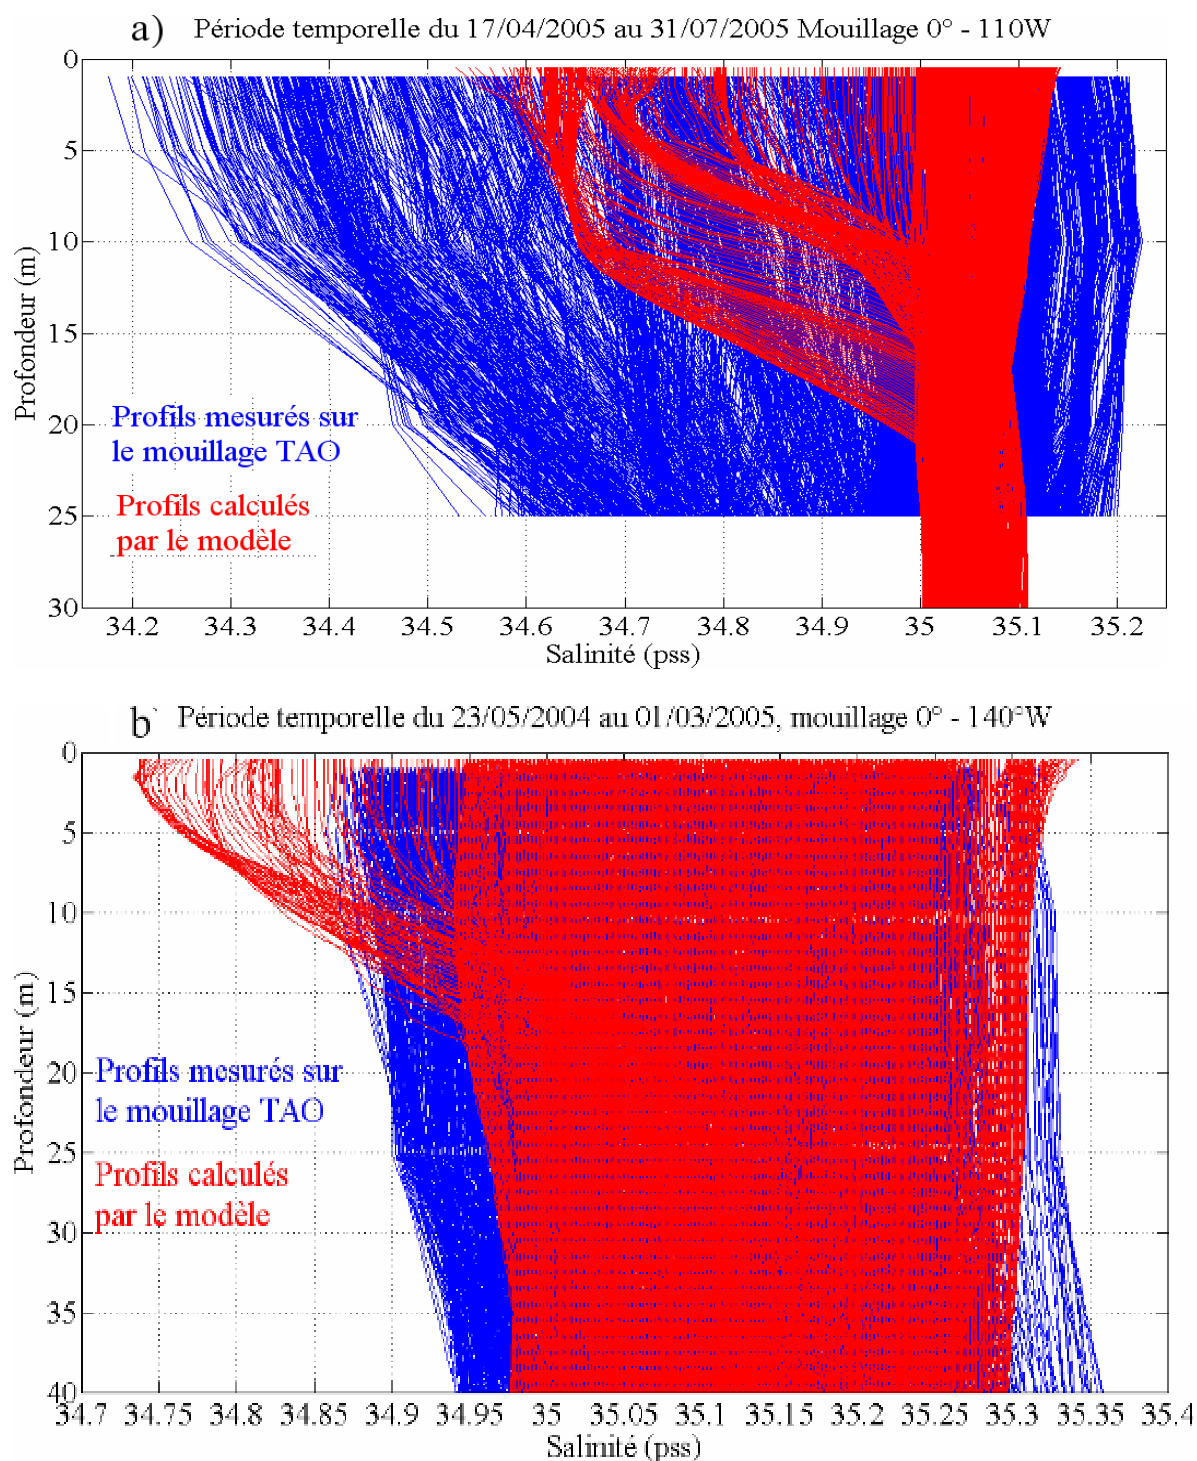 a) Période temporelle du 17/04/2005 au 31/07/2005 Mouillage 0° - 110W
0
5
10
15
20
25
30
Profondeur (m)
Profils mesurés sur
le mouillage TAO
Profils calculés
par le modèle
34.2 34.3 34.4 34.5 34.6 34.7 34.8 34.9 35 35.1 35.2
Salinité (pss)
b) Période temporelle du 23/05/2004 au 01/03/2005, mouillage 0° - 140°W
0
5
10
15
20
25
30
35
40
Profondeur (m)
Profils mesurés sur
le mouillage TAO
Profils calculés
par le modèle
34.7 34.75 34.8 34.85 34.9 34.95 35 35.05 35.1 35.15 35.2 35.25 35.3 35.35 35.4
Salinité (pss)